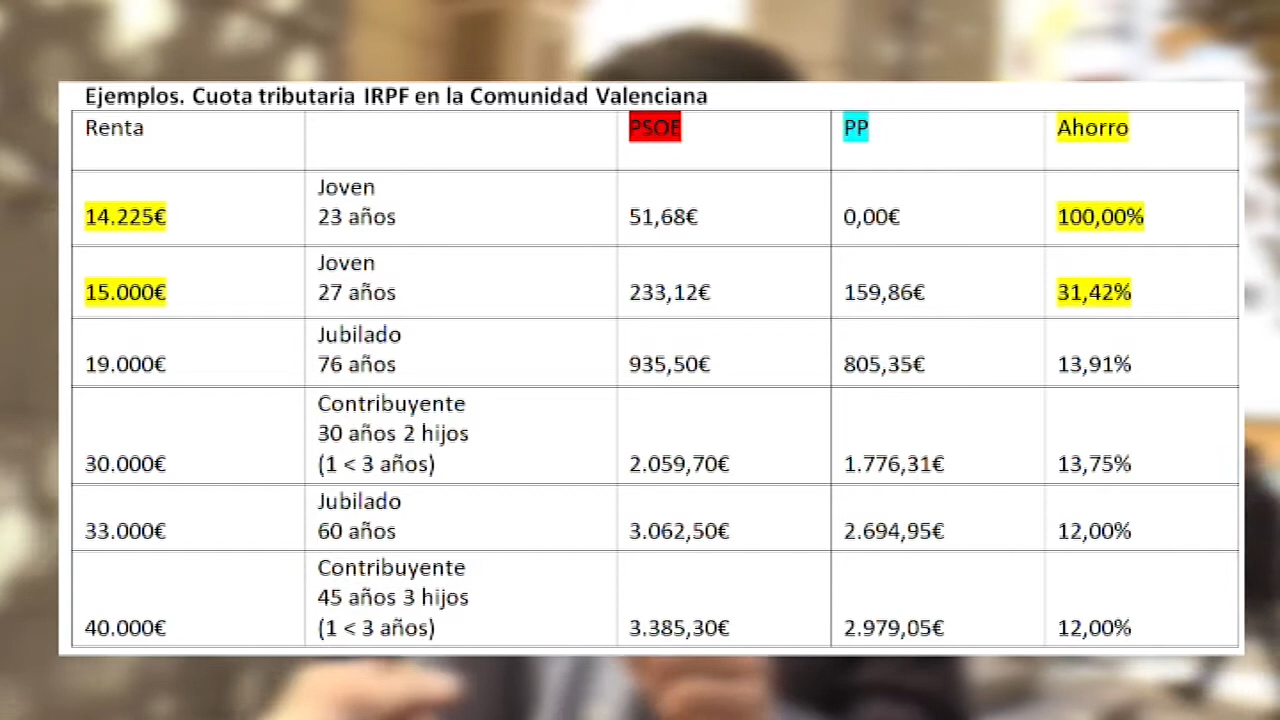 Ejemplos. Cuota tributaria IRPF en la Comunidad Valenciana
Renta PSOE PP Ahorro
Joven
14.225€ 23 años 51,68€ 0,00€ 100,00%
Joven
15.000€ 27 años 233,12€ 159,86€ 31,42%
Jubilado
19.000€ 76 años 935,50€ 805,35€ 13,91%
Contribuyente
30 años 2 hijos
30.000€ (1 < 3 años) 2.059,70€ 1.776,31€ 13,75%
Jubilado
33.000€ 60 años 3.062,50€ 2.694,95€ 12,00%
Contribuyente
45 años 3 hijos
40.000€ (1 < 3 años) 3.385,30€ 2.979,05€ 12,00%